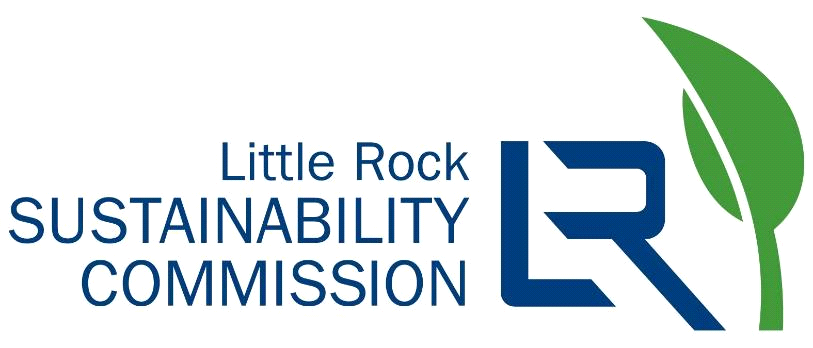 Little Rock
SUSTAINABILITY
COMMISSION
LR